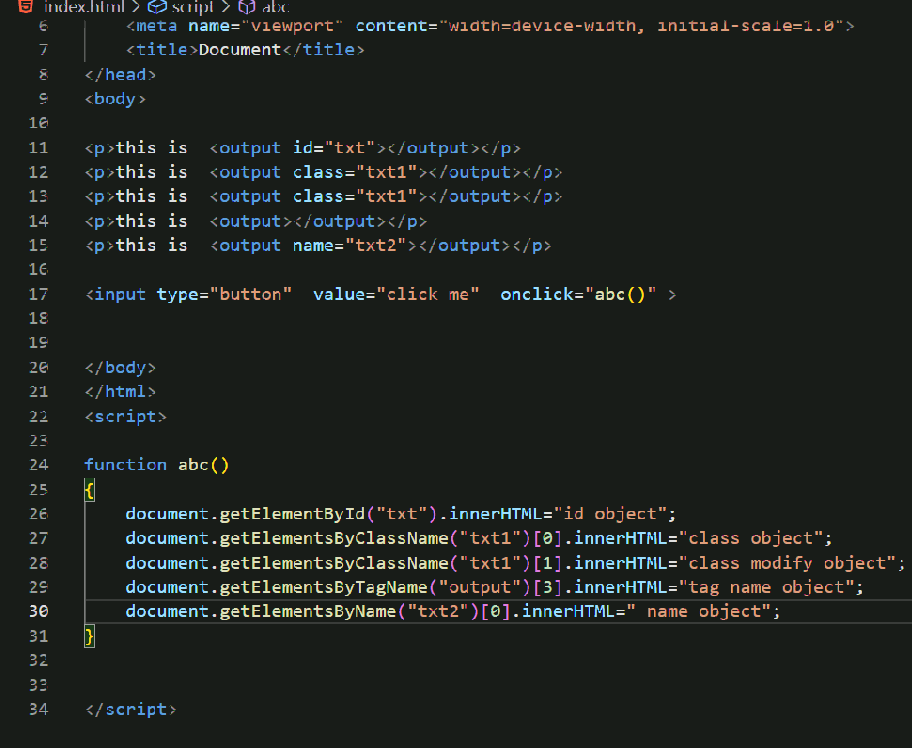 index.html > script > abc
6 <meta name="viewport" content="width=device-width, initial-scale=1.0">
7 <title>Document</title>
8 </head>
9 <body>
10
11 <p>this is  <output id="txt"></output></p>
12 <p>this is  <output class="txt1"></output></p>
13 <p>this is  <output class="txt1"></output></p>
14 <p>this is  <output></output></p>
15 <p>this is  <output name="txt2"></output></p>
16
17 <input type="button"  value="click me"  onclick="abc()" >
18
19
20 </body>
21 </html>
22 <script>
23
24 function abc()
25 {
26 document.getElementById("txt").innerHTML="id object";
27 document.getElementsByClassName("txt1")[0].innerHTML="class object";
28 document.getElementsByClassName("txt1")[1].innerHTML="class modify object";
29 document.getElementsByTagName("output")[3].innerHTML="tag name object";
30 document.getElementsByName("txt2")[0].innerHTML=" name object";
31 }
32
33
34 </script>